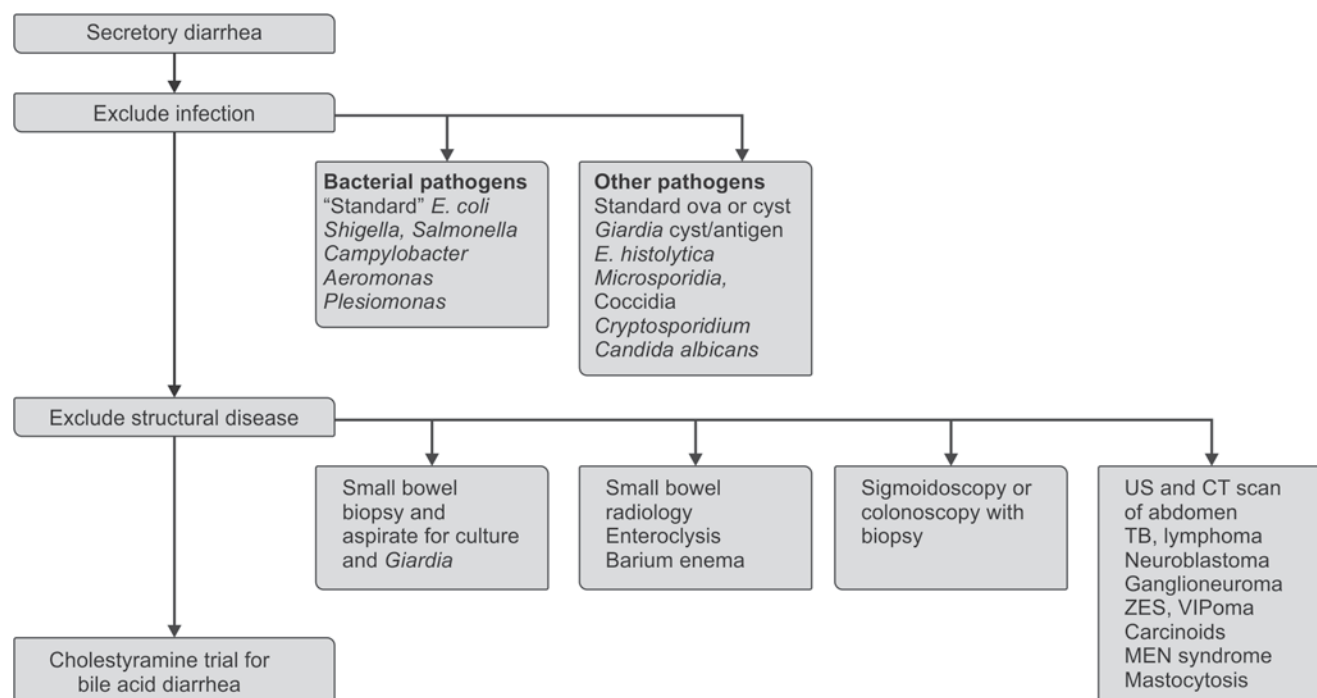 Secretory diarrhea
Exclude infection
Bacterial pathogens
“Standard” E. coli
Shigella, Salmonella
Campylobacter
Aeromonas
Plesiomonas
Other pathogens
Standard ova or cyst
Giardia cyst/antigen
E. histolytica
Microsporidia,
Coccidia
Cryptosporidium
Candida albicans
Exclude structural disease
Small bowel
biopsy and
aspirate for culture
and Giardia
Small bowel
radiology
Enteroclysis
Barium enema
Sigmoidoscopy or
colonoscopy with
biopsy
US and CT scan
of abdomen
TB, lymphoma
Neuroblastoma
Ganglioneuroma
ZES, VIPoma
Carcinoids
MEN syndrome
Mastocytosis
Cholestyramine trial for
bile acid diarrhea